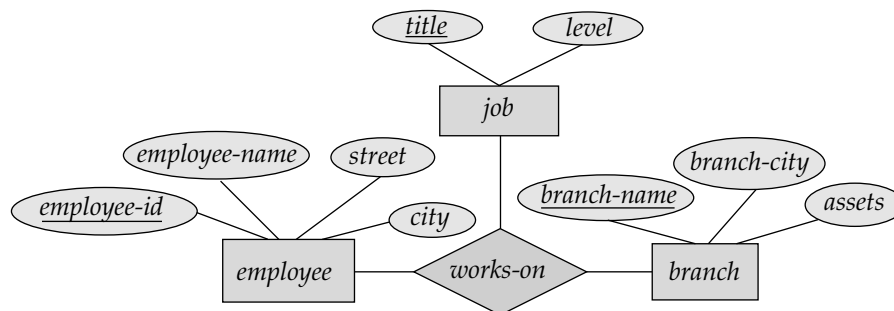 title
level
job
employee-name
street
branch-city
employee-id
branch-name
assets
city
employee
works-on
branch